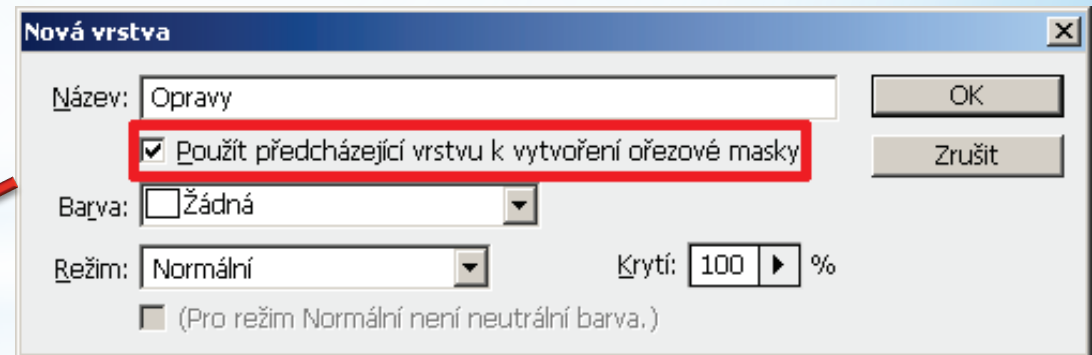 Nová vrstva
Název: Opravy
OK
Použít předcházející vrstvu k vytvoření ořezové masky
Zrušit
Barva: Žádná
Režim: Normální
Krytí: 100 %
(Pro režim Normální není neutrální barva.)